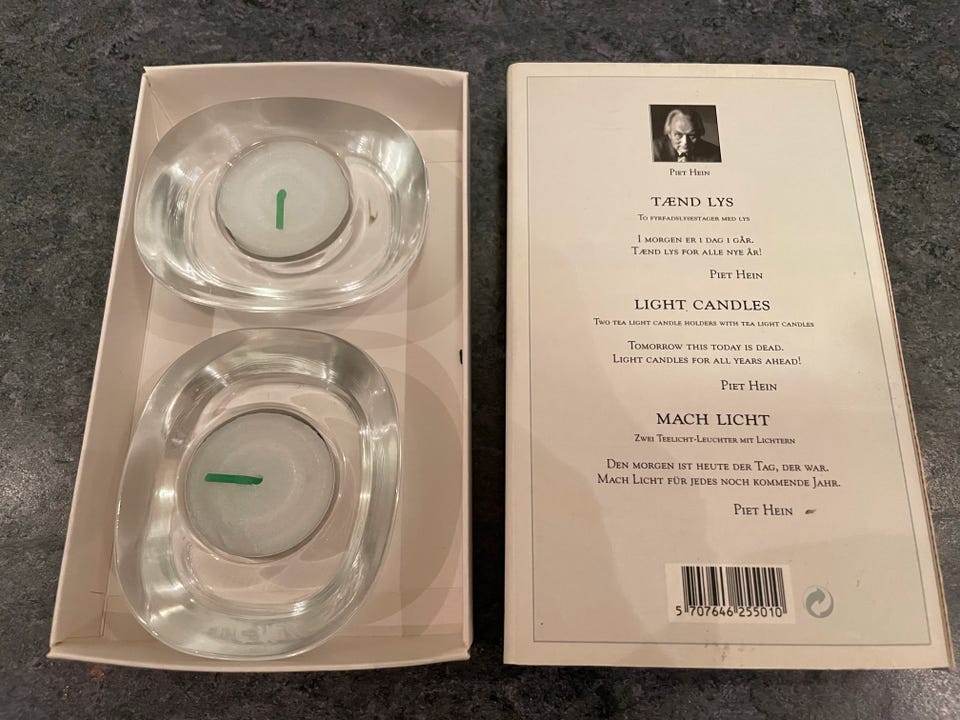 Piet Hein
TÆND LYS
To fyrfadslysestager med lys
I morgen er i dag i går.
Tænd lys for alle nye år!
Piet Hein
LIGHT CANDLES
Two tea light candle holders with tea light candles
Tomorrow this today is dead.
Light candles for all years ahead!
Piet Hein
MACH LICHT
Zwei Teelicht-Leuchter mit Lichtern
Den morgen ist heute der Tag, der war.
Mach Licht für jedes noch kommende Jahr.
Piet Hein
5 707646 255010